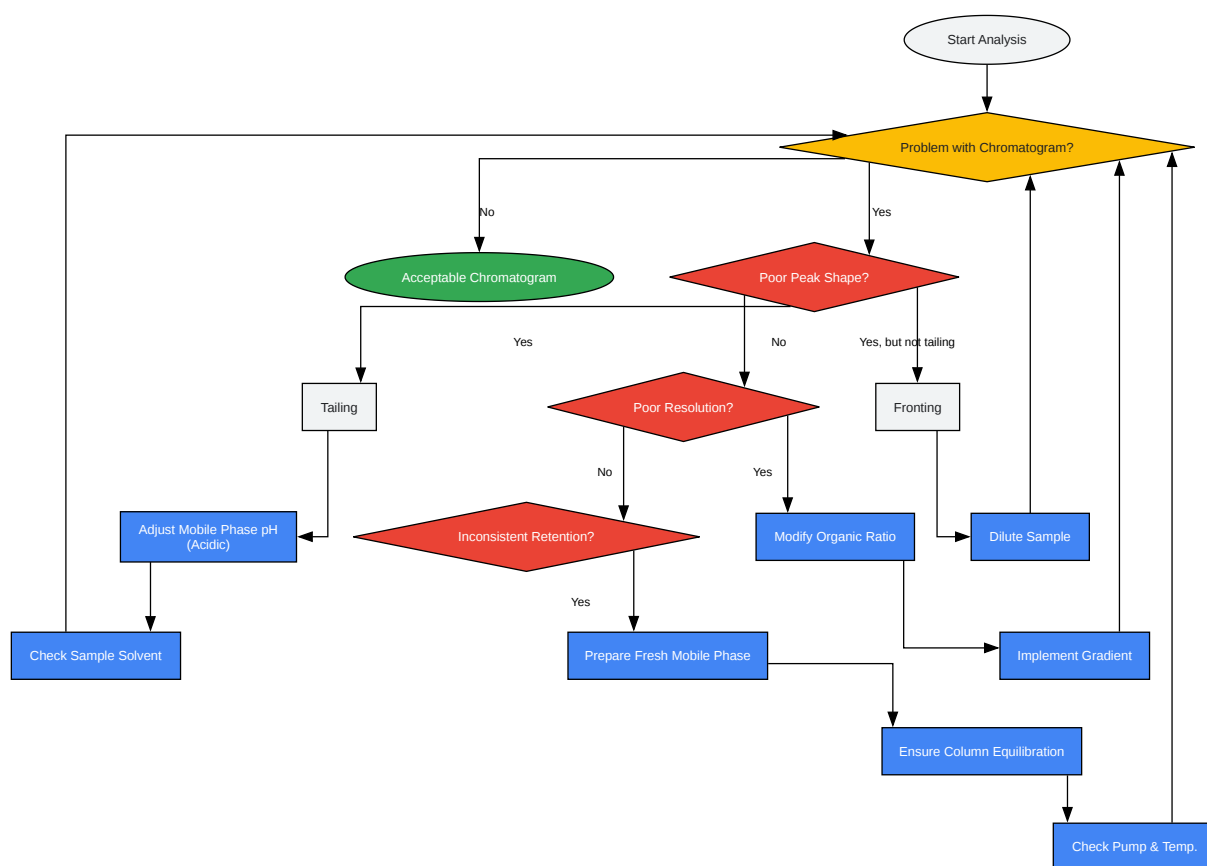 Start Analysis
Problem with Chromatogram?
No
Yes
Acceptable Chromatogram
Poor Peak Shape?
Yes
No
Yes, but not tailing
Tailing
Poor Resolution?
Fronting
No
Yes
Adjust Mobile Phase pH
(Acidic)
Inconsistent Retention?
Modify Organic Ratio
Dilute Sample
Yes
Check Sample Solvent
Prepare Fresh Mobile Phase
Implement Gradient
Ensure Column Equilibration
Check Pump & Temp.